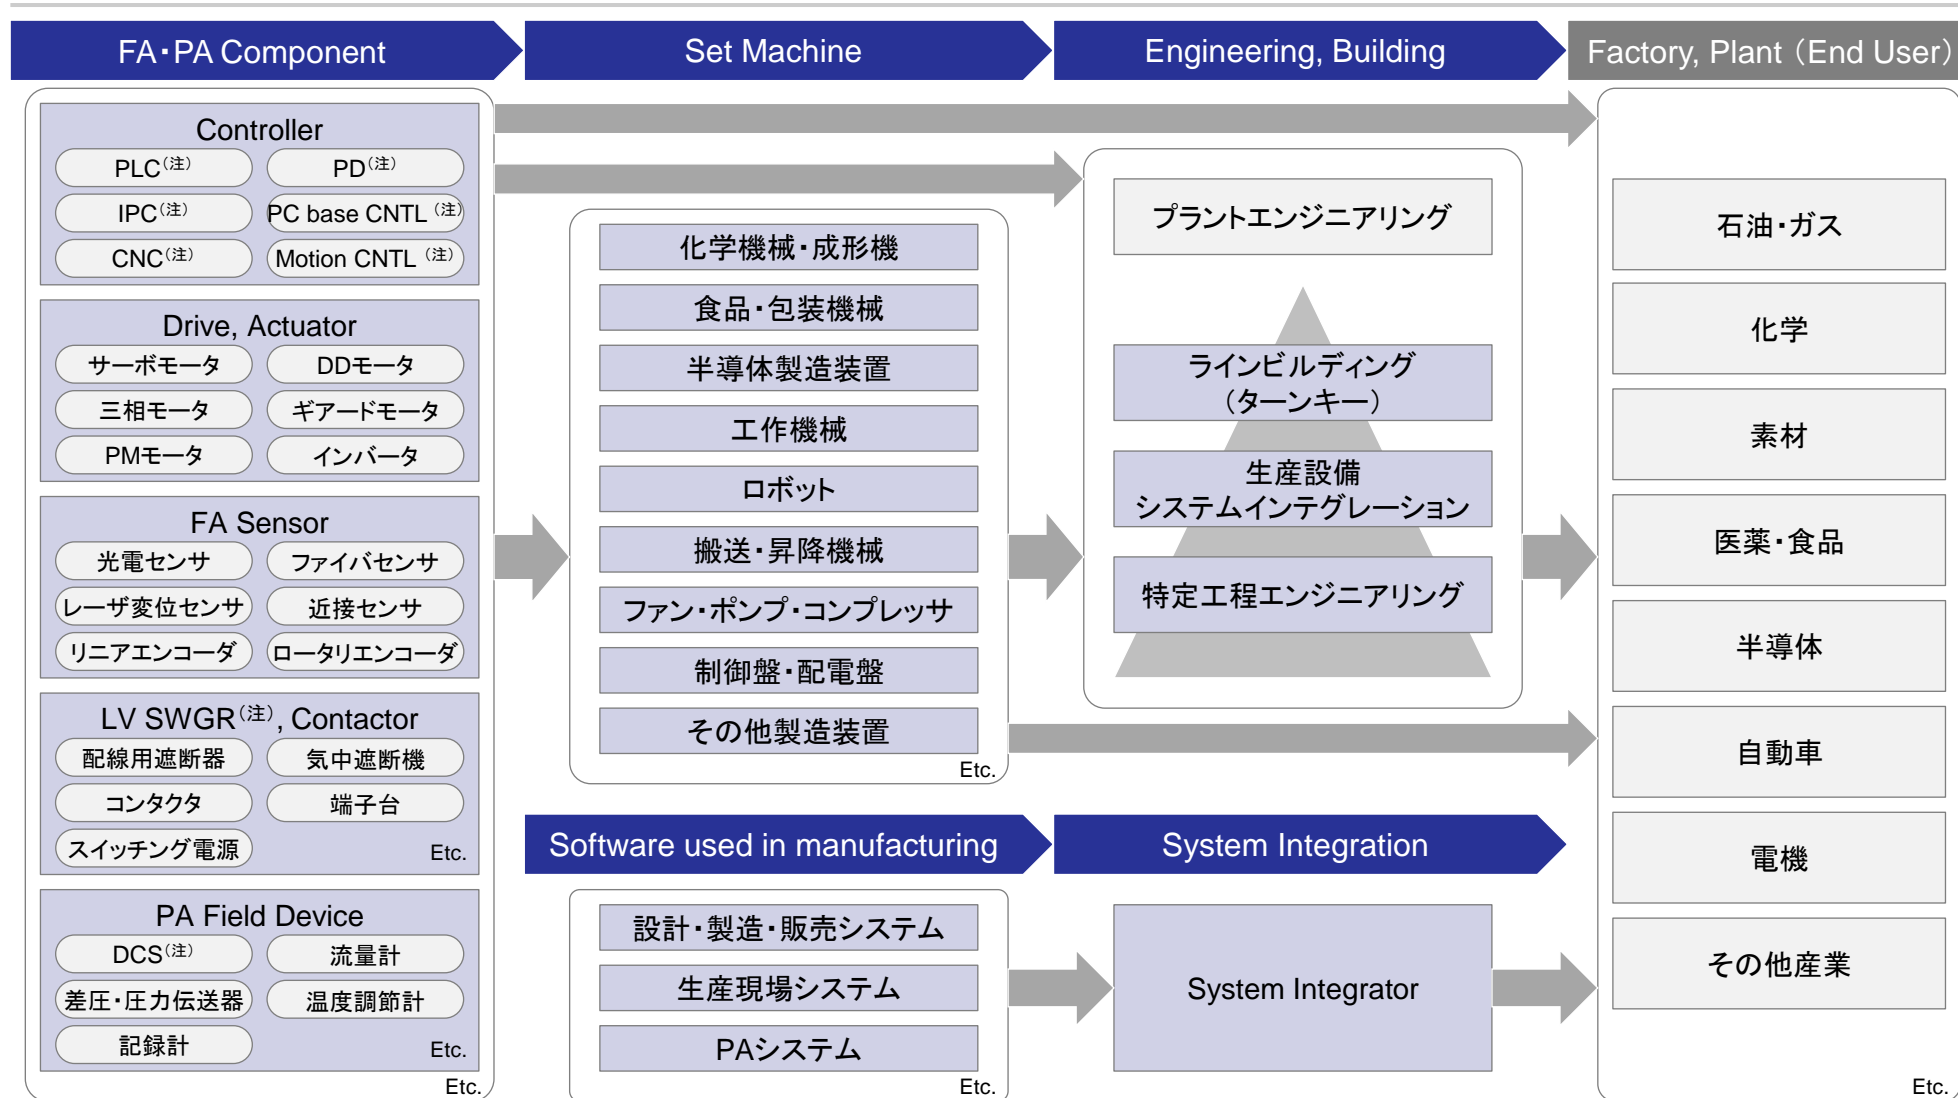 FA・PA Component
Set Machine
Engineering, Building
Factory, Plant（End User）
Controller
PLC（注）
PD（注）
IPC（注）
PC base CNTL（注）
CNC（注）
Motion CNTL（注）
Drive, Actuator
サーボモータ
DDモータ
三相モータ
ギアードモータ
PMモータ
インバータ
FA Sensor
光電センサ
ファイバセンサ
レーザ変位センサ
近接センサ
リニアエンコーダ
ロータリエンコーダ
LV SWGR（注）, Contactor
配線用遮断器
気中遮断機
コンタクタ
端子台
スイッチング電源
Etc.
PA Field Device
DCS（注）
流量計
差圧・圧力伝送器
温度調節計
記録計
Etc.
Etc.
化学機械・成形機
食品・包装機械
半導体製造装置
工作機械
ロボット
搬送・昇降機械
ファン・ポンプ・コンプレッサ
制御盤・配電盤
その他製造装置
Etc.
プラントエンジニアリング
ラインビルディング
（ターンキー）
生産設備
システムインテグレーション
特定工程エンジニアリング
Software used in manufacturing
System Integration
設計・製造・販売システム
生産現場システム
PAシステム
Etc.
System Integrator
石油・ガス
化学
素材
医薬・食品
半導体
自動車
電機
その他産業
Etc.